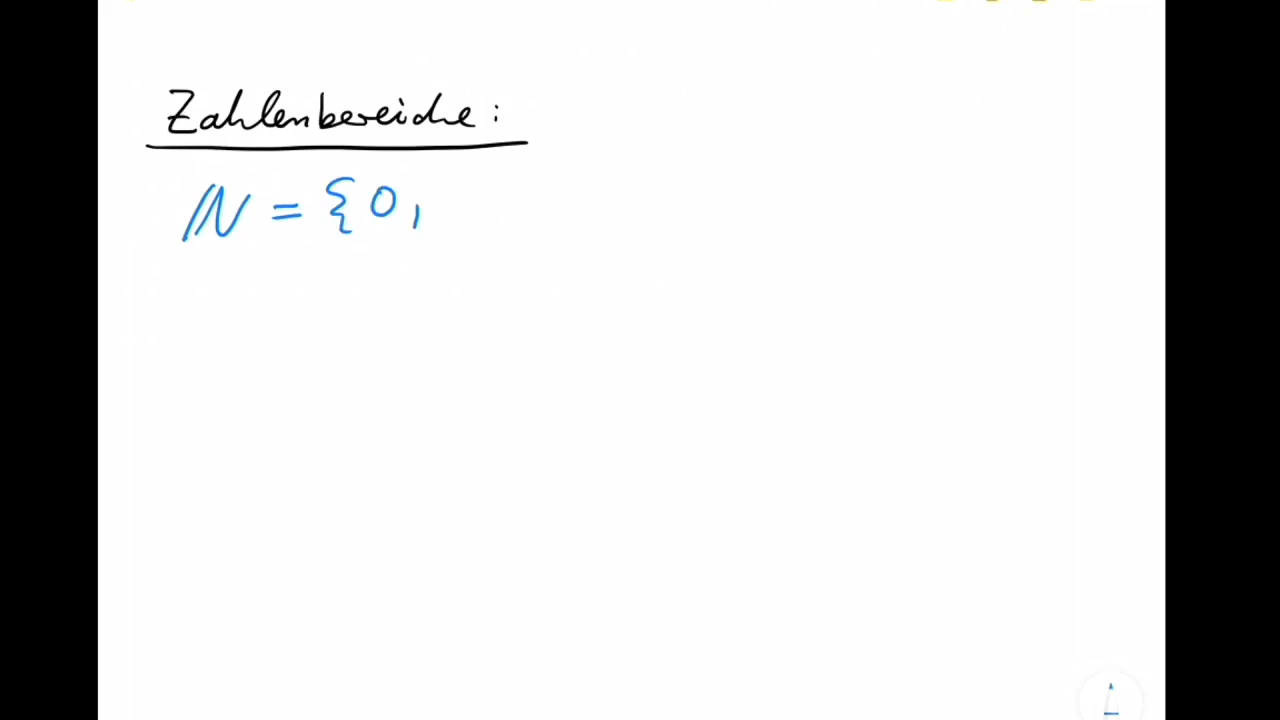 Zahlenbereiche:
ℕ = {0,